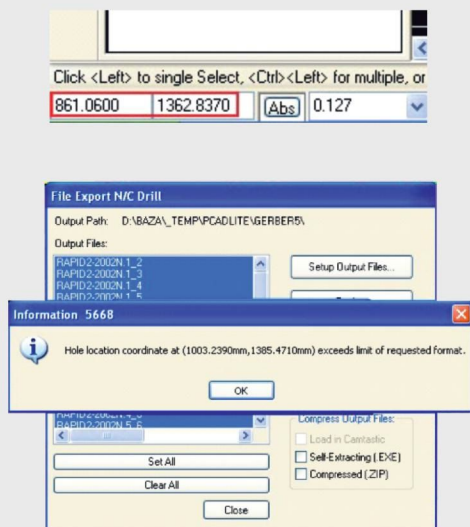 Click <Left> to single Select, <Ctrl><Left> for multiple, or
861.0600 1362.8370 Abs 0.127
File Export N/C Drill
Output Path: D:\BAZA\_TEMP\PCADLITE\GERBER5\
Output Files:
RAPID2-2002N.1_2
RAPID2-2002N.1_3
RAPID2-2002N.1_4
RAPID2-2002N.1_5
Setup Output Files...
Information 5668
Hole location coordinate at (1003.2390mm,1385.4710mm) exceeds limit of requested format.
OK
RAPID2-2002N.5_6
Compress Output Files:
Load in Camtastic
Self-Extracting (.EXE)
Compressed (.ZIP)
Set All
Clear All
Close